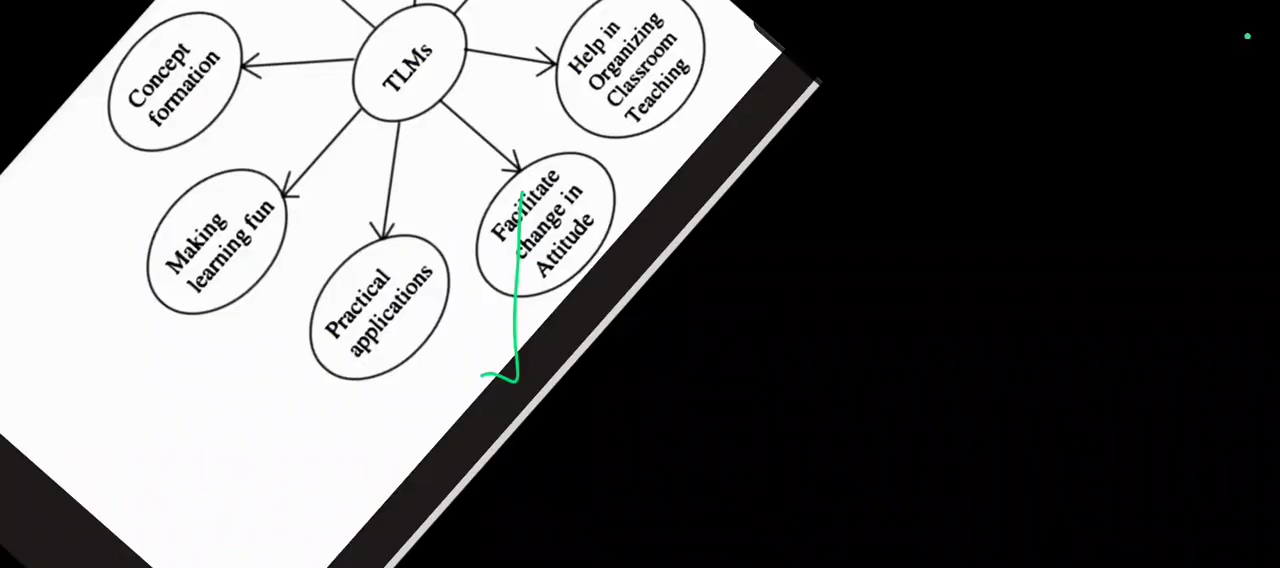 TLMs
Concept
formation
Making
learning fun
Practical
applications
Facilitate
change in
Attitude
Help in
Organizing
Classroom
Teaching